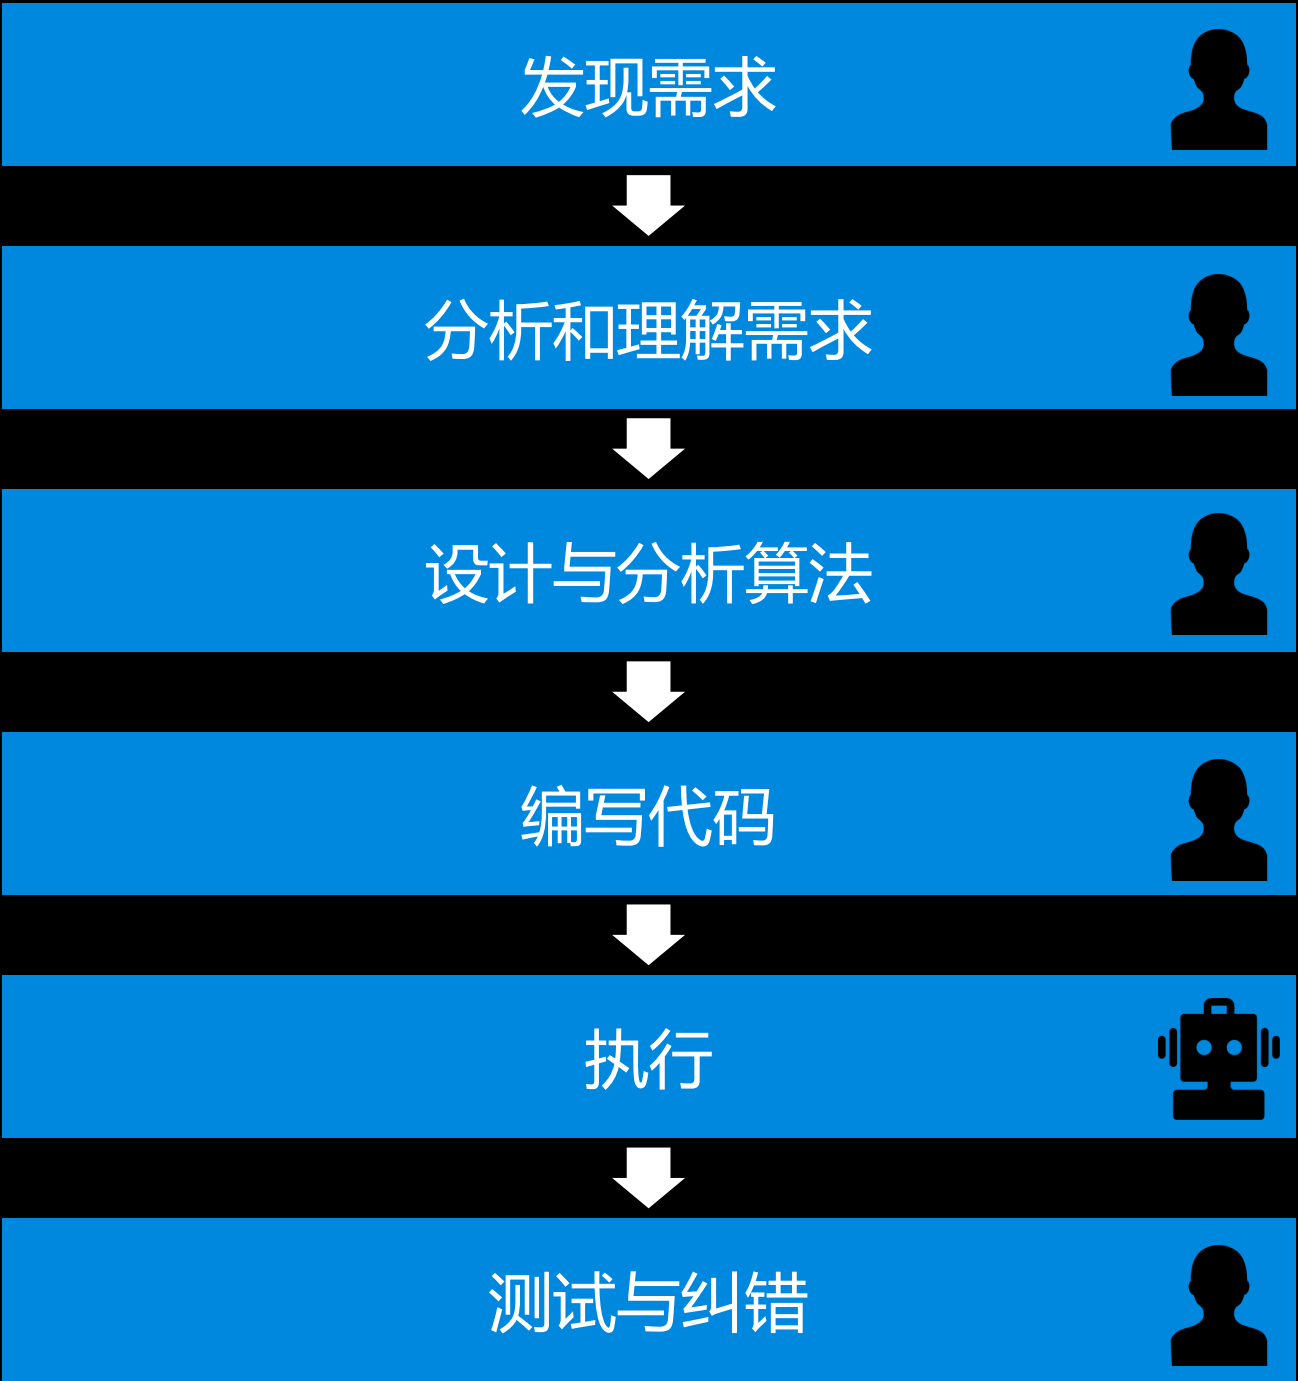 发现需求
分析和理解需求
设计与分析算法
编写代码
执行
测试与纠错